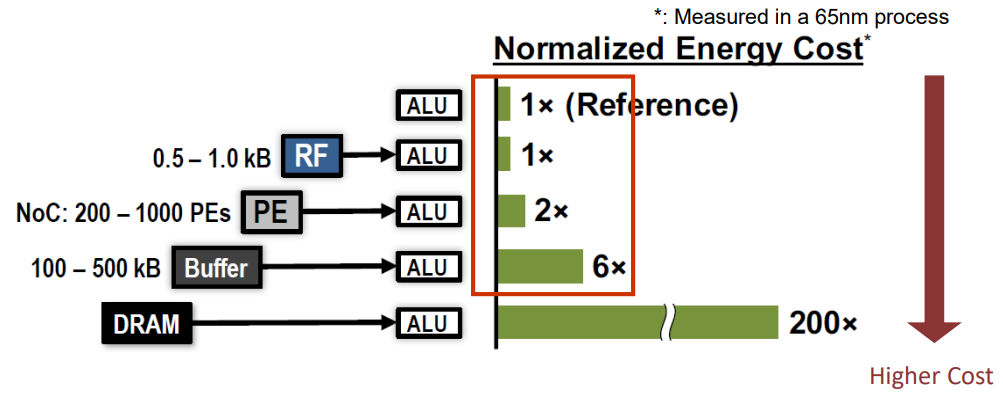 *: Measured in a 65nm process
Normalized Energy Cost*
ALU 1× (Reference)
0.5 – 1.0 kB RF ALU 1×
NoC: 200 – 1000 PEs PE ALU 2×
100 – 500 kB Buffer ALU 6×
DRAM ALU 200×
Higher Cost